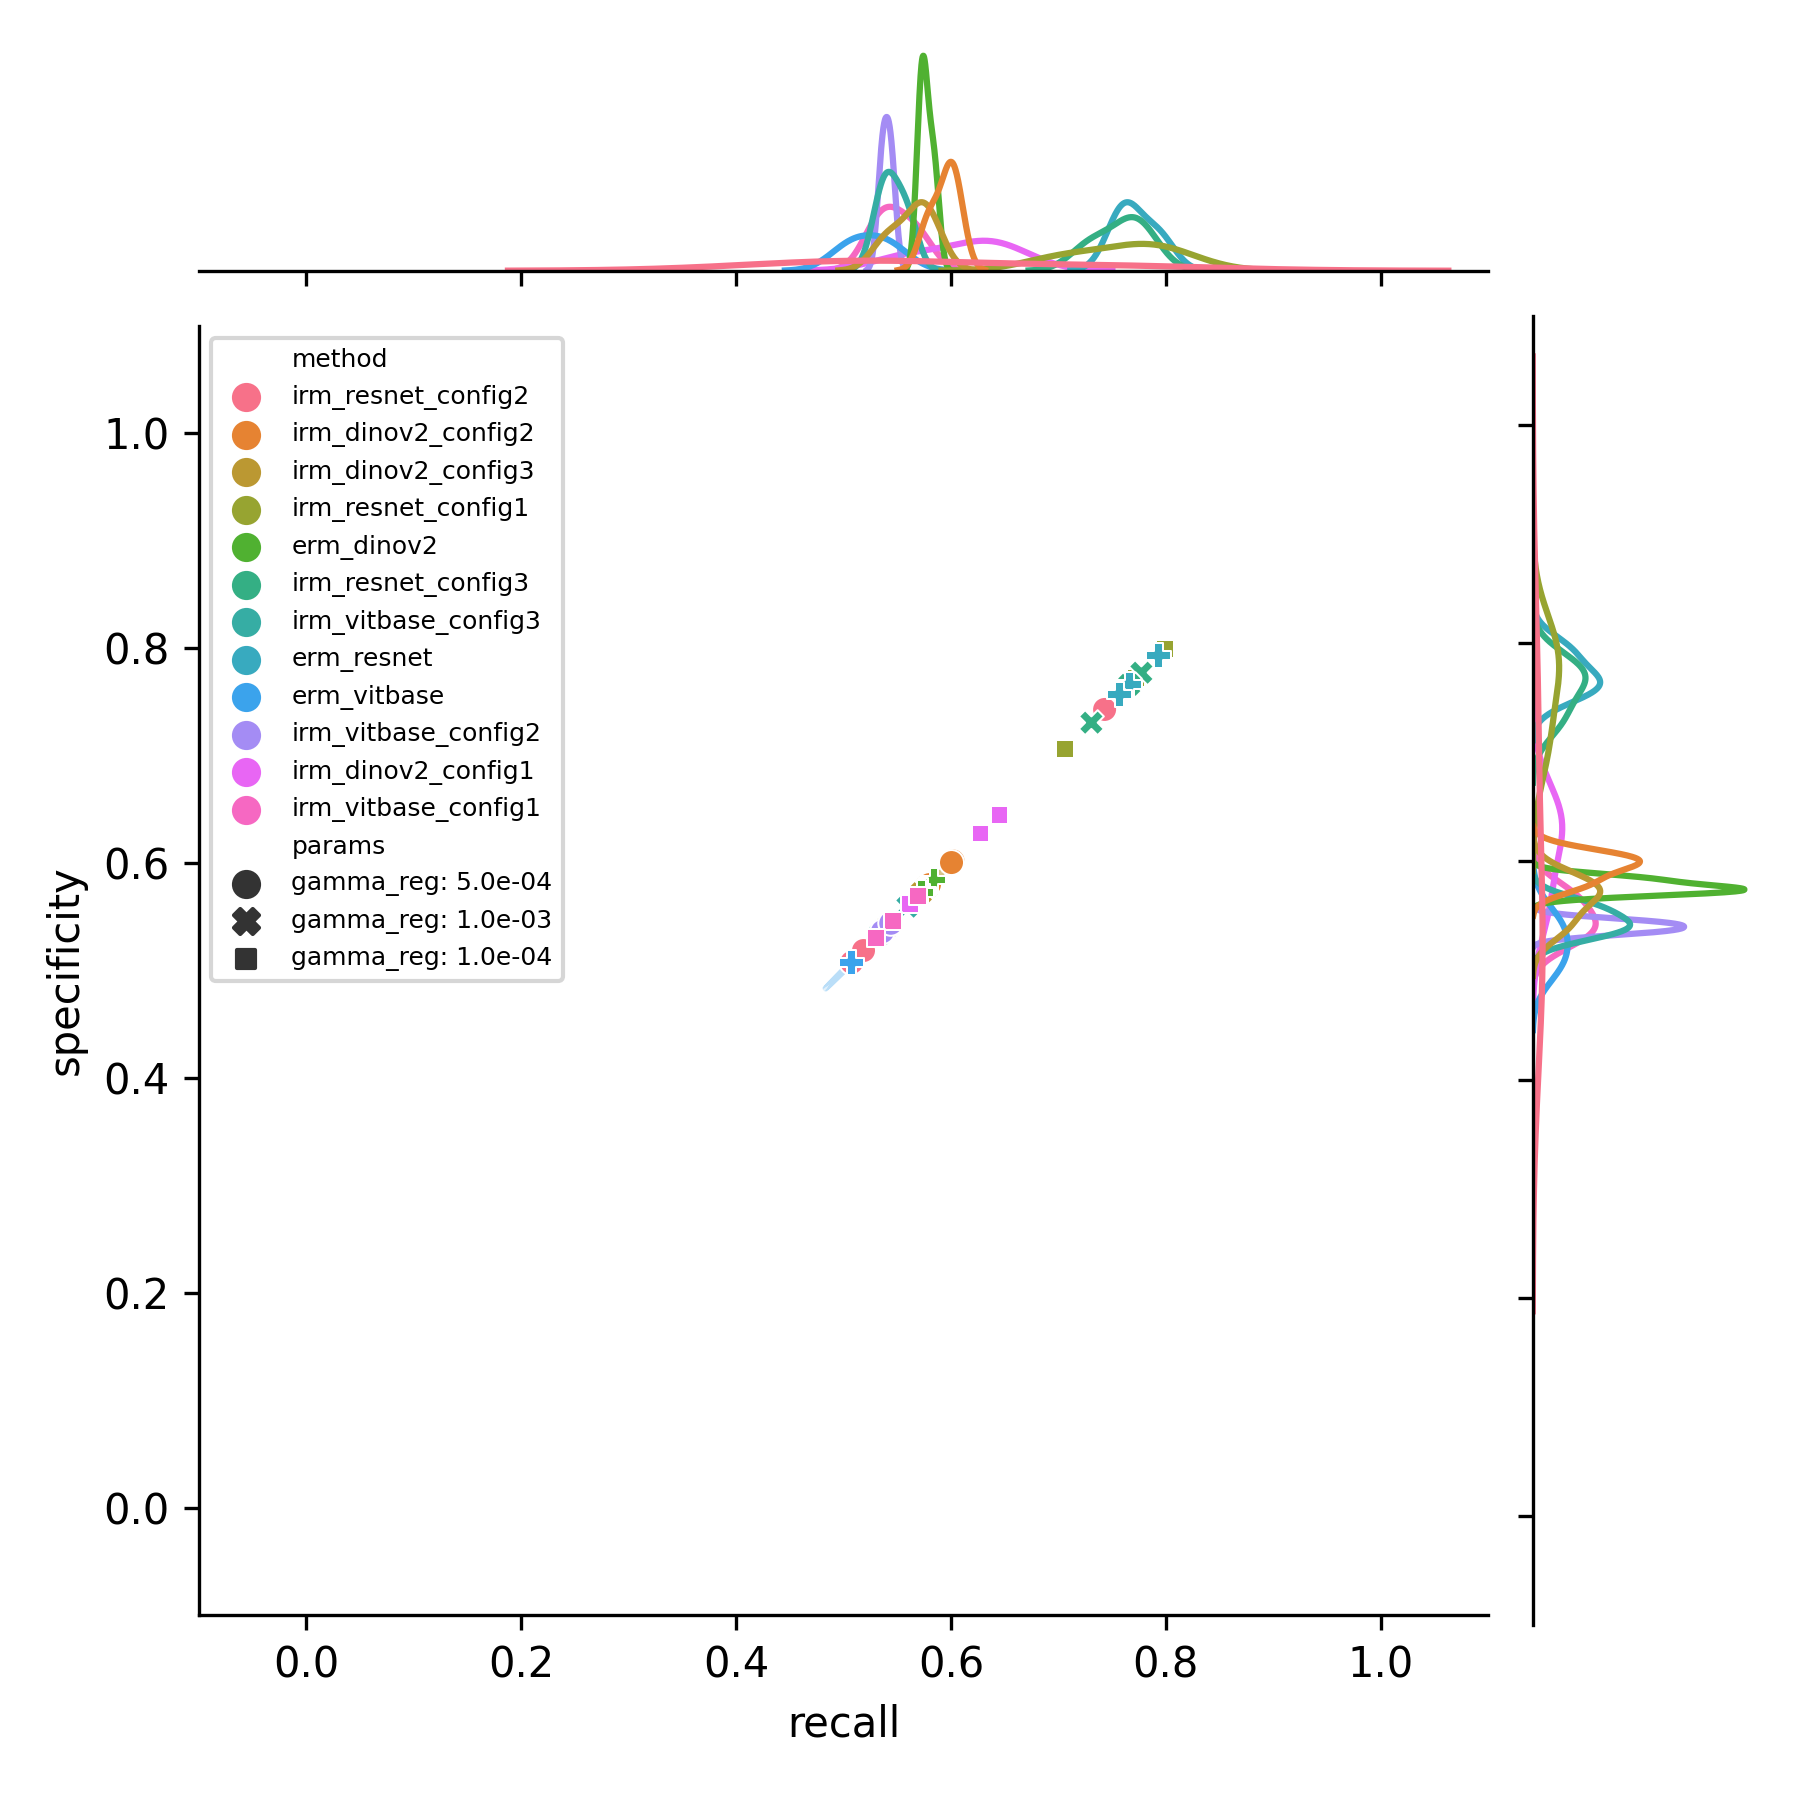 method
irm_resnet_config2
irm_dinov2_config2
irm_dinov2_config3
irm_resnet_config1
erm_dinov2
irm_resnet_config3
irm_vitbase_config3
erm_resnet
erm_vitbase
irm_vitbase_config2
irm_dinov2_config1
irm_vitbase_config1
params
gamma_reg: 5.0e-04
gamma_reg: 1.0e-03
gamma_reg: 1.0e-04
specificity
1.0
0.8
0.6
0.4
0.2
0.0
0.0 0.2 0.4 0.6 0.8 1.0
recall